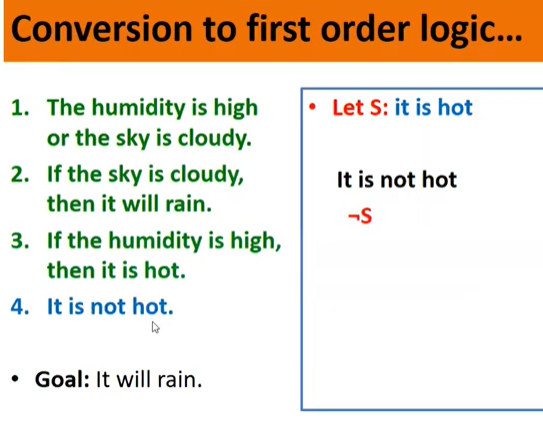 Conversion to first order logic...
1. The humidity is high
or the sky is cloudy.
2. If the sky is cloudy,
then it will rain.
3. If the humidity is high,
then it is hot.
4. It is not hot.
• Goal: It will rain.
• Let S: it is hot
It is not hot
¬S